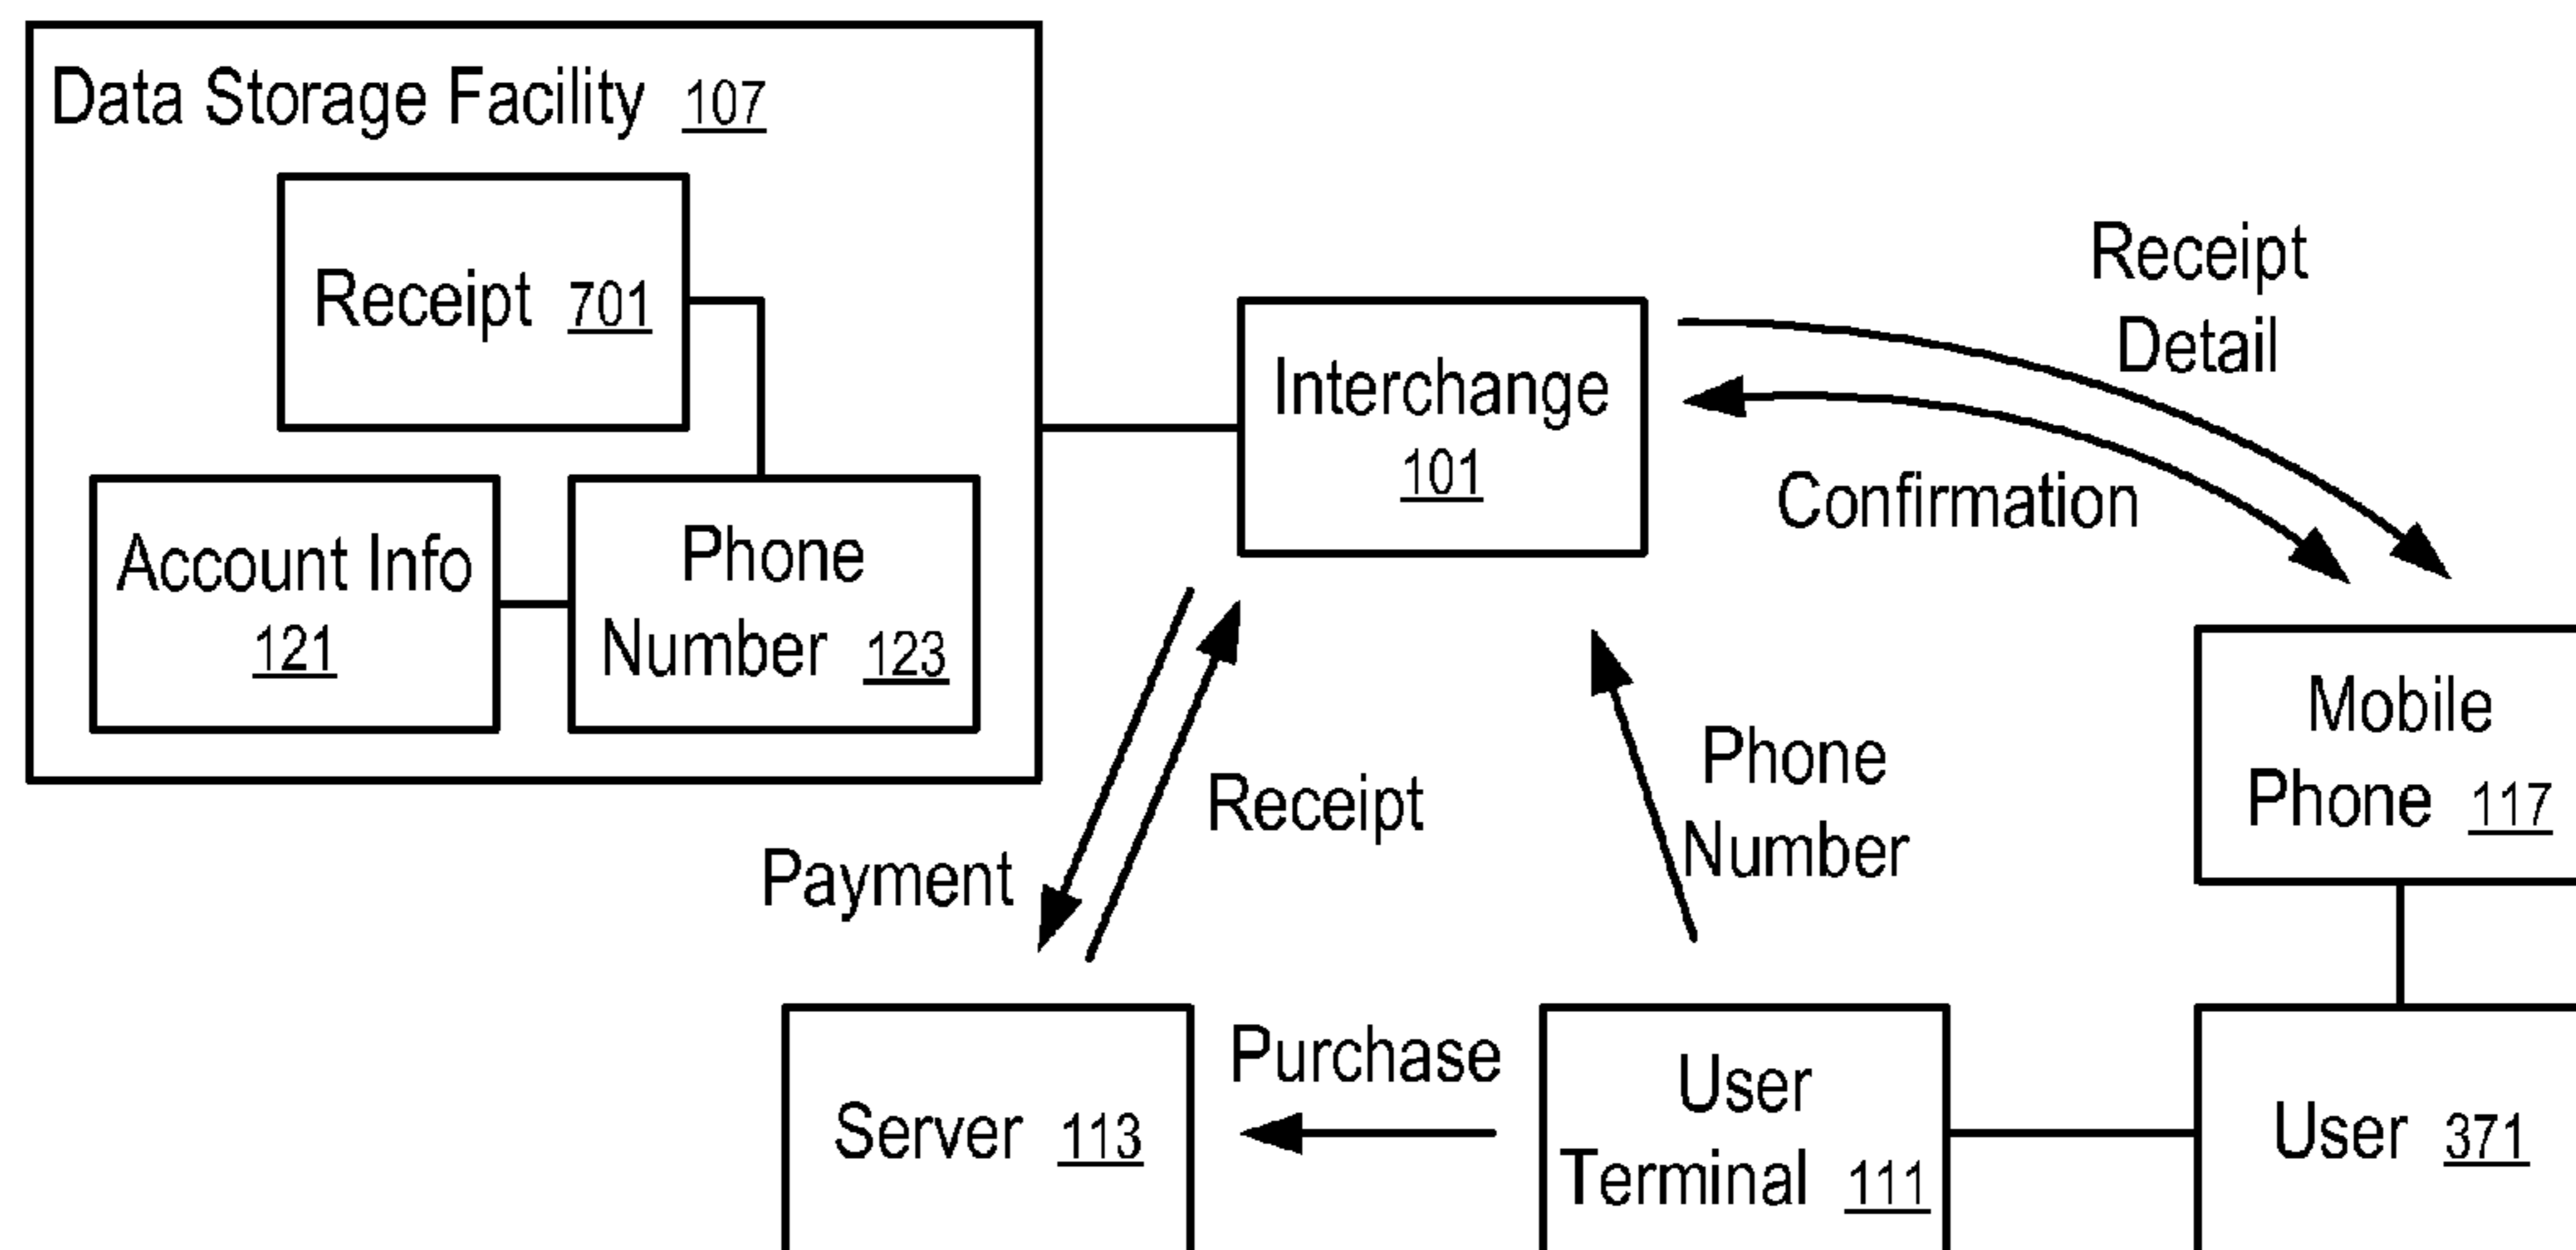 Data Storage Facility 107
Receipt 701
Account Info
121
Phone
Number 123
Interchange
101
Receipt
Detail
Confirmation
Mobile
Phone 117
Payment
Receipt
Phone
Number
Server 113
Purchase
User
Terminal 111
User 371